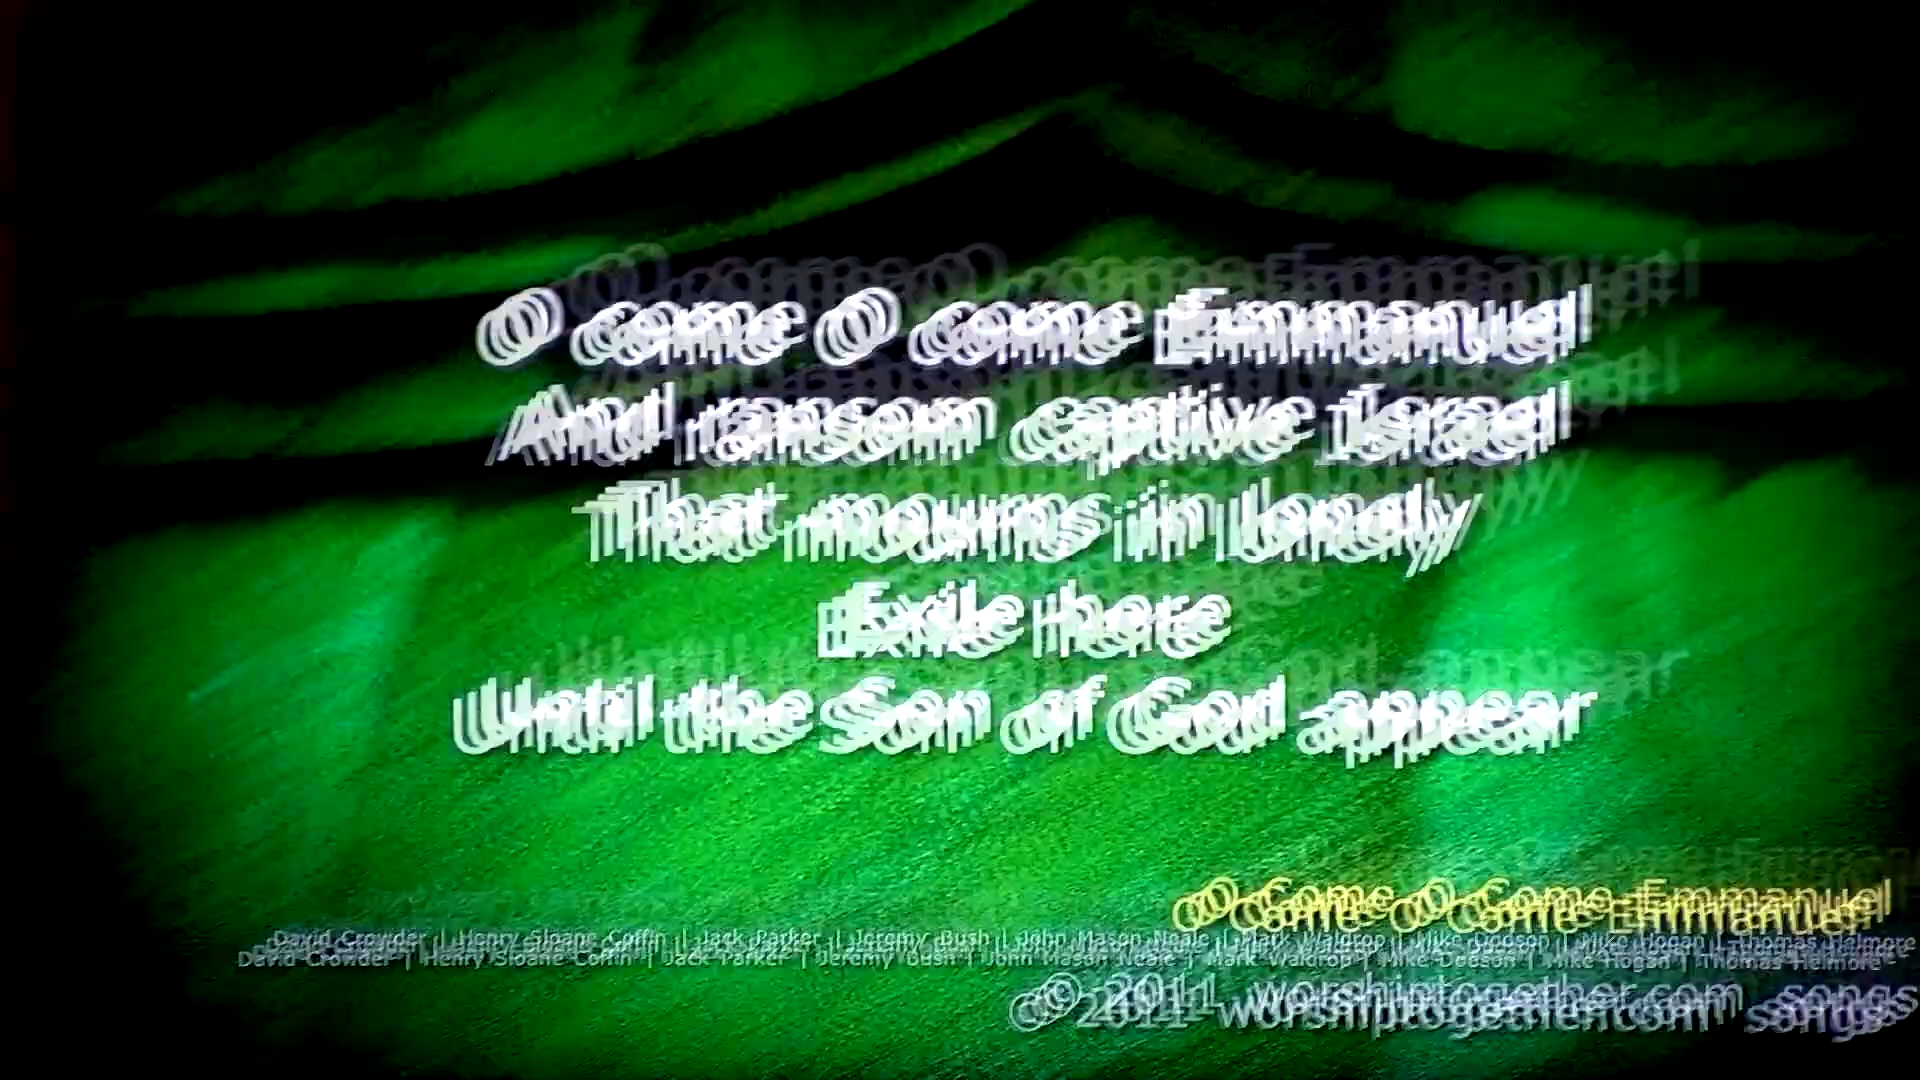 O come O come Emmanuel
And ransom captive Israel
That mourns in lonely
Exile here
Until the Son of God appear
O Come O Come Emmanuel
David Crowder | Henry Sloane Coffin | Jack Parker | Jeremy Bush | John Mason Neale | Mark Waldrop | Mike Dodson | Mike Hogan | Thomas Helmore
© 2011 worshiptogether.com songs